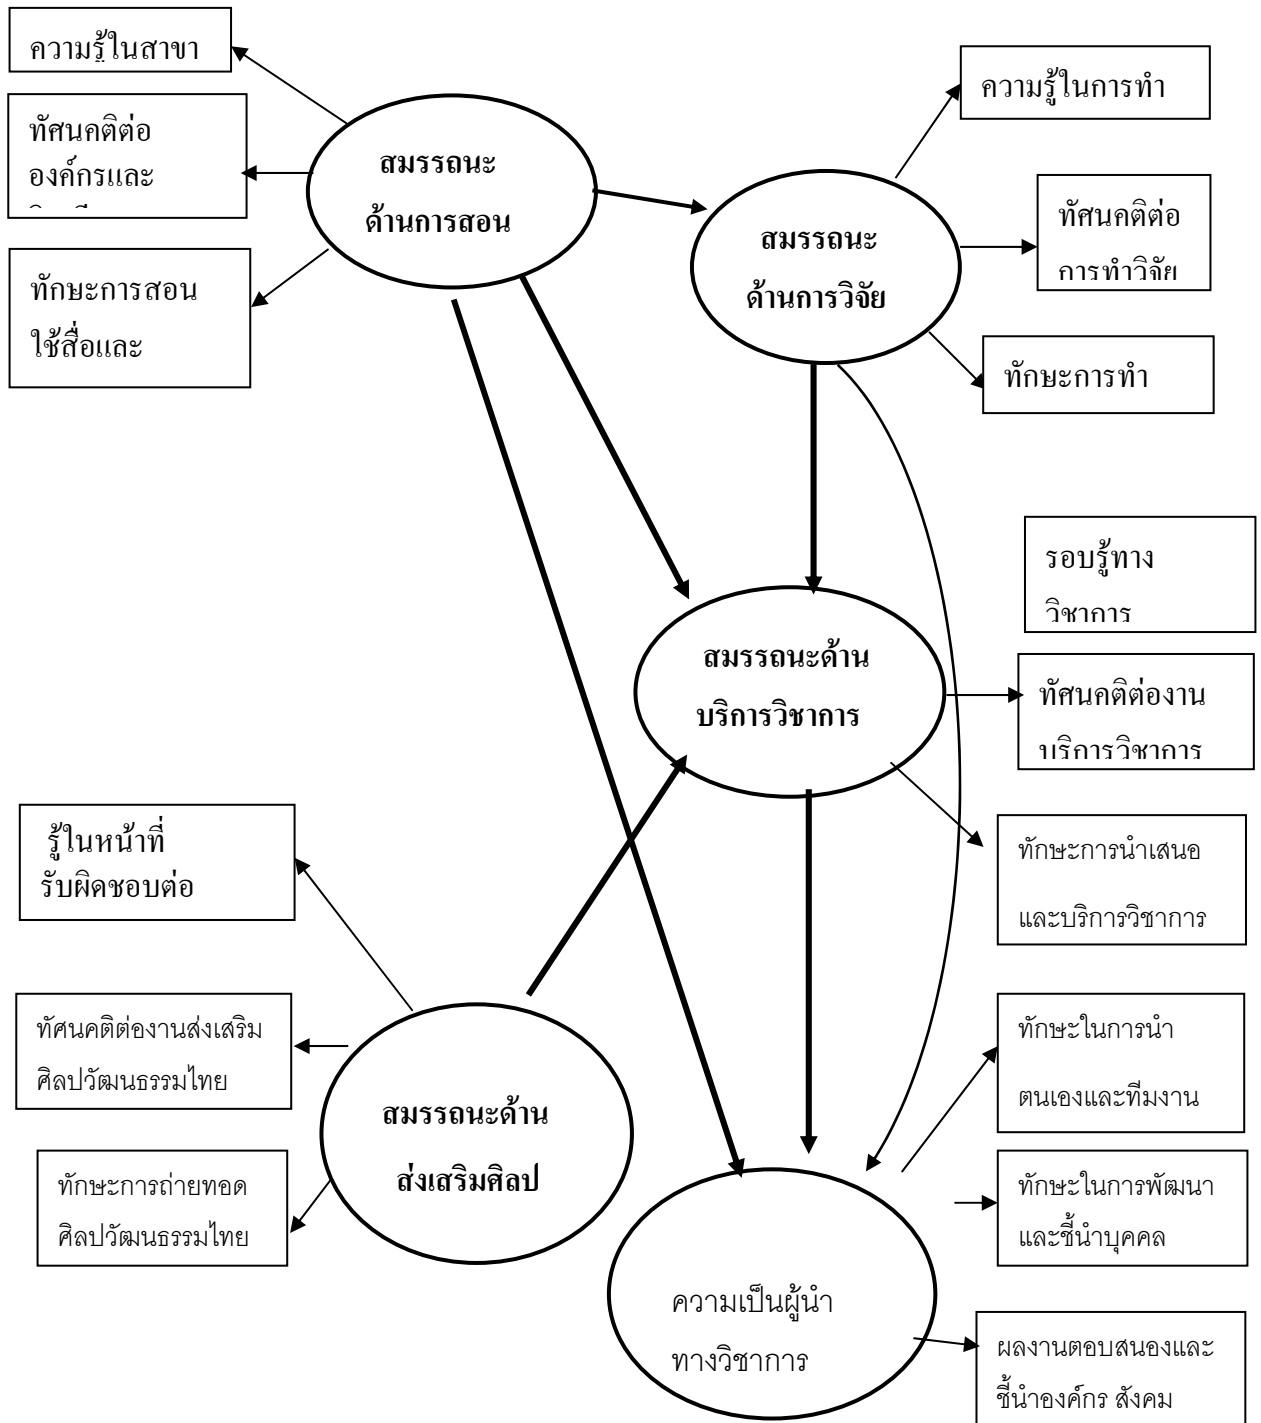 ความรู้ในสาขา
ทัศนคติต่อ
องค์กรและ
ทักษะการสอน
ใช้สื่อและ
สมรรถนะ
ด้านการสอน
สมรรถนะ
ด้านการวิจัย
ความรู้ในการทำ
ทัศนคติต่อ
การทำวิจัย
ทักษะการทำ
รอบรู้ทาง
วิชาการ
สมรรถนะด้าน
บริการวิชาการ
ทัศนคติต่องาน
บริการวิชาการ
ทักษะการนำเสนอ
และบริการวิชาการ
รู้ในหน้าที่
รับผิดชอบต่อ
ทัศนคติต่องานส่งเสริม
ศิลปวัฒนธรรมไทย
ทักษะการถ่ายทอด
ศิลปวัฒนธรรมไทย
สมรรถนะด้าน
ส่งเสริมศิลป
ทักษะในการนำ
ตนเองและทีมงาน
ทักษะในการพัฒนา
และชี้นำบุคคล
ความเป็นผู้นำ
ทางวิชาการ
ผลงานตอบสนองและ
ชี้นำองค์กร สังคม